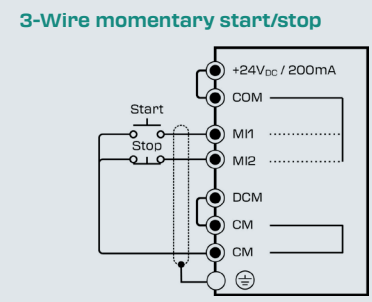 3-Wire momentary start/stop
+24VDC / 200mA
COM
Start
MI1
Stop
MI2
DCM
CM
CM